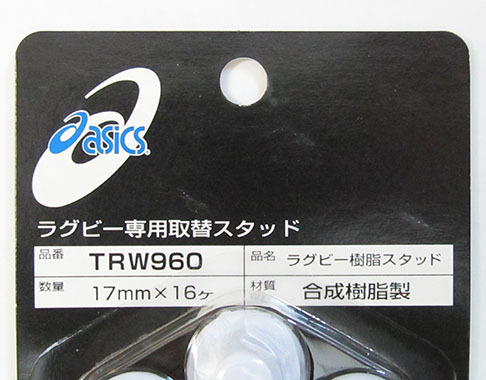 asics
ラグビー専用取替スタッド
品番 TRW960 品名 ラグビー樹脂スタッド
数量 17mm×16ヶ 材質 合成樹脂製